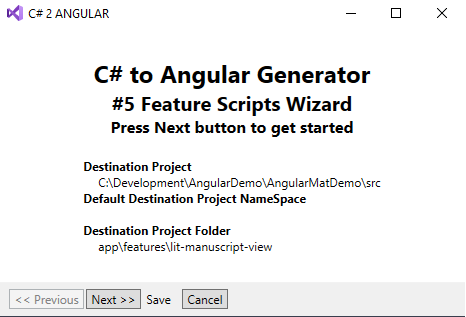 C# 2 ANGULAR
C# to Angular Generator
#5 Feature Scripts Wizard
Press Next button to get started
Destination Project
C:\Development\AngularDemo\AngularMatDemo\src
Default Destination Project NameSpace
Destination Project Folder
app\features\lit-manuscript-view
<< Previous Next >> Save Cancel